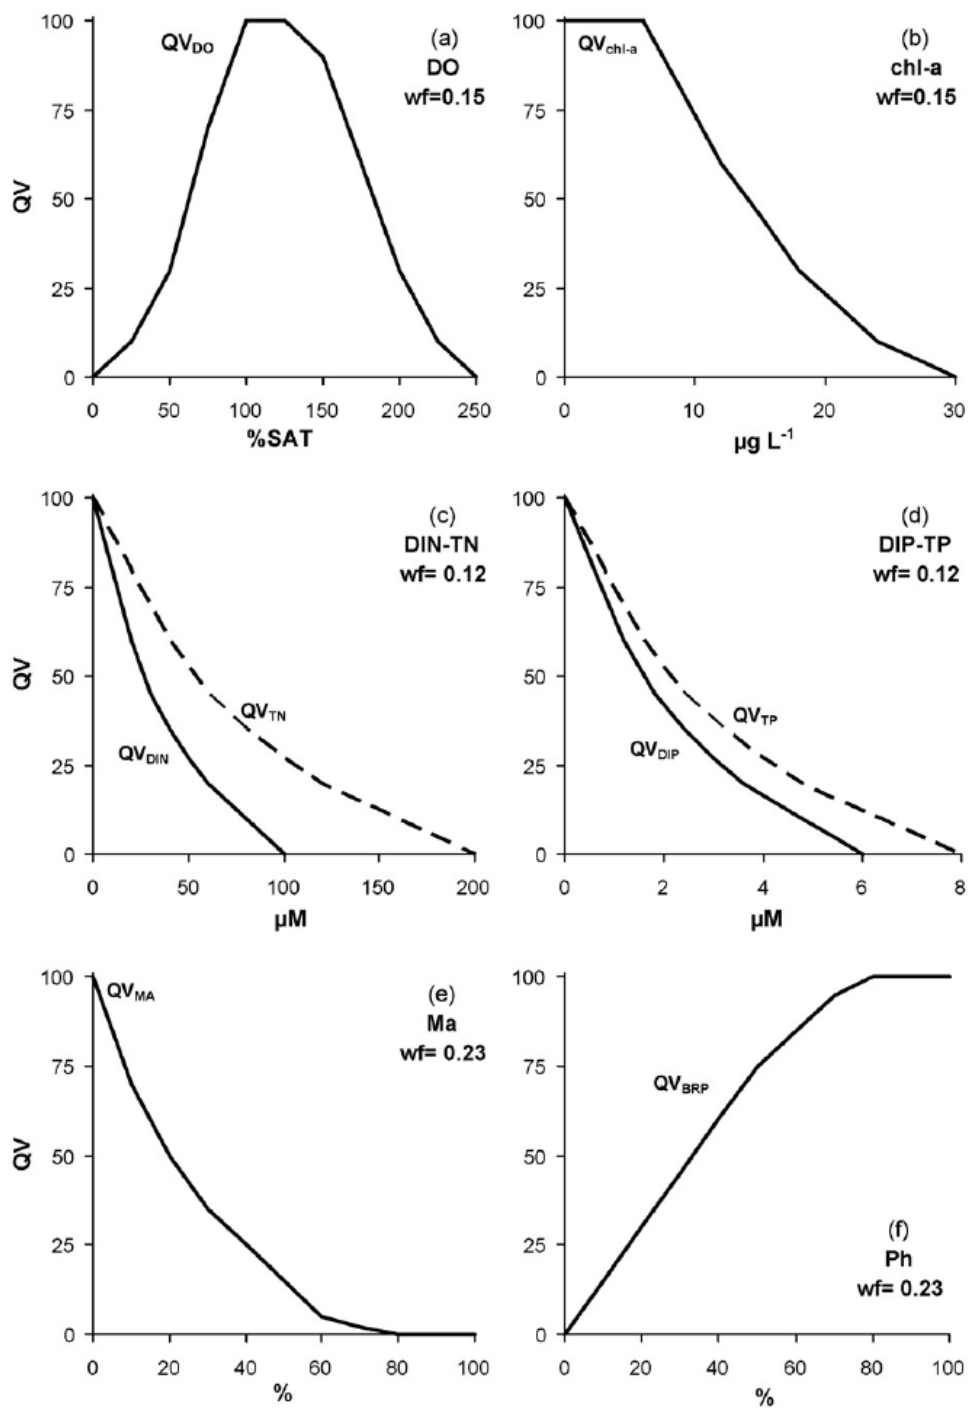 100
75
50
25
0
QV
QV_DO
(a)
DO
wf=0.15
0 50 100 150 200 250
%SAT
100
75
50
25
0
QV_chl-a
(b)
chl-a
wf=0.15
0 10 20 30
µg L⁻¹
100
75
50
25
0
QV
(c)
DIN-TN
wf= 0.12
QV_TN
QV_DIN
0 50 100 150 200
µM
100
75
50
25
0
(d)
DIP-TP
wf= 0.12
QV_TP
QV_DIP
0 2 4 6 8
µM
100
75
50
25
0
QV
QV_MA
(e)
Ma
wf= 0.23
0 20 40 60 80 100
%
100
75
50
25
0
QV_BRP
(f)
Ph
wf= 0.23
0 20 40 60 80 100
%